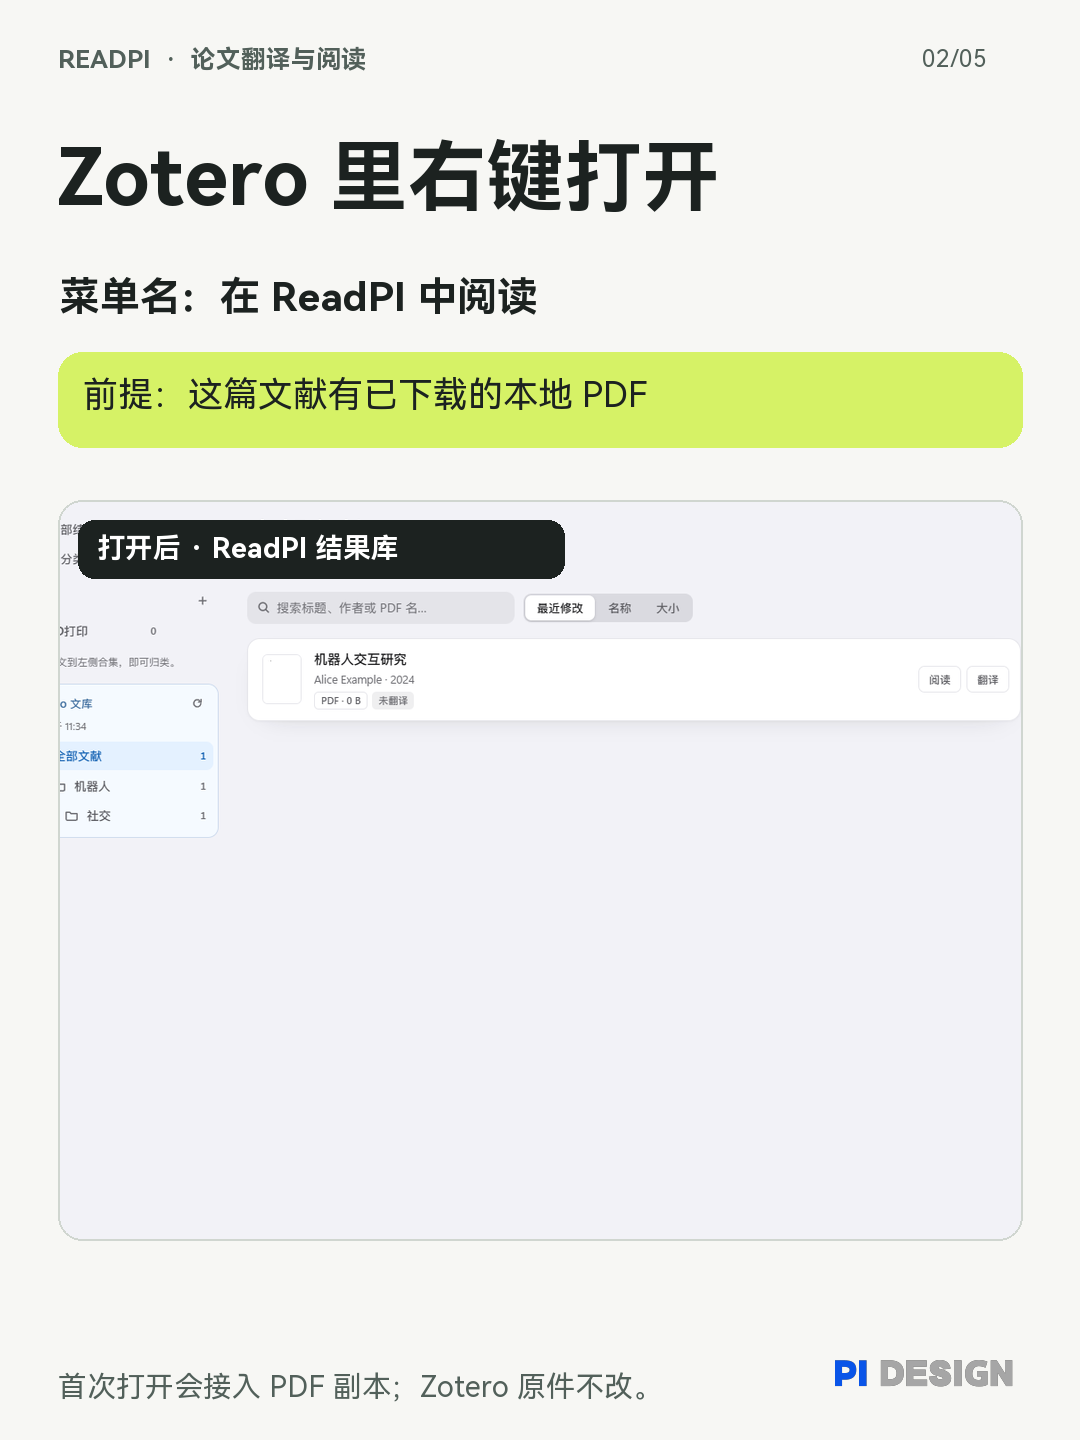 READPI · 论文翻译与阅读
02/05
Zotero 里右键打开
菜单名：在 ReadPI 中阅读
前提：这篇文献有已下载的本地 PDF
部结
打开后 · ReadPI 结果库
分类
+
搜索标题、作者或 PDF 名...
最近修改 名称 大小
打印 0
文到左侧合集，即可归类。
机器人交互研究
Alice Example · 2024
PDF · 0 B 未翻译
阅读 翻译
o 文库
11:34
全部文献 1
机器人 1
社交 1
首次打开会接入 PDF 副本；Zotero 原件不改。
PI DESIGN